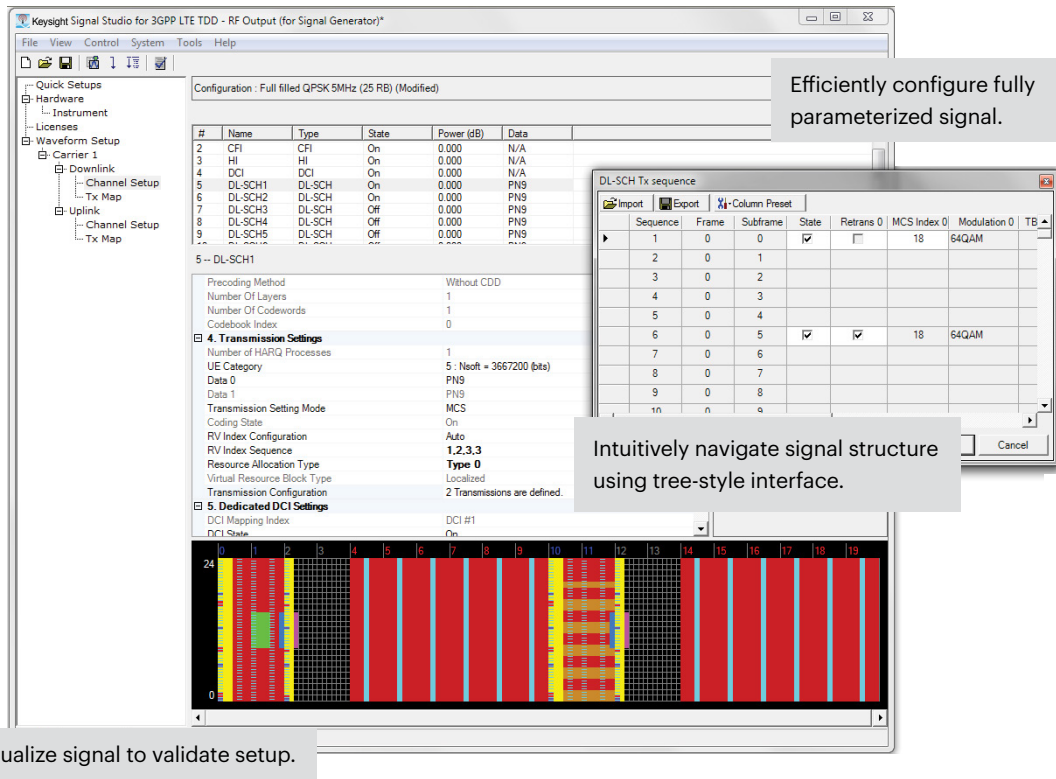 Keysight Signal Studio for 3GPP LTE TDD - RF Output (for Signal Generator)*
File View Control System Tools Help
Quick Setups
Hardware
Instrument
Licenses
Waveform Setup
Carrier 1
Downlink
Channel Setup
Tx Map
Uplink
Channel Setup
Tx Map
Configuration : Full filled QPSK 5MHz (25 RB) (Modified)
Efficiently configure fully
parameterized signal.
# Name Type State Power (dB) Data
2 CFI CFI On 0.000 N/A
3 HI HI On 0.000 N/A
4 DCI DCI On 0.000 N/A
5 DL-SCH1 DL-SCH On 0.000 PN9
6 DL-SCH2 DL-SCH On 0.000 PN9
7 DL-SCH3 DL-SCH Off 0.000 PN9
8 DL-SCH4 DL-SCH Off 0.000 PN9
9 DL-SCH5 DL-SCH Off 0.000 PN9
5 -- DL-SCH1
Precoding Method Without CDD
Number Of Layers 1
Number Of Codewords 1
Codebook Index 0
4. Transmission Settings
Number of HARQ Processes 1
UE Category 5 : Nsoft = 3667200 (bits)
Data 0 PN9
Data 1 PN9
Transmission Setting Mode MCS
Coding State On
RV Index Configuration Auto
RV Index Sequence 1,2,3,3
Resource Allocation Type Type 0
Virtual Resource Block Type Localized
Transmission Configuration 2 Transmissions are defined.
5. Dedicated DCI Settings
DCI Mapping Index DCI #1
DCI State On
DL-SCH Tx sequence
Import Export Column Preset
Sequence Frame Subframe State Retrans 0 MCS Index 0 Modulation 0 TB
1 0 0 18 64QAM
2 0 1
3 0 2
4 0 3
5 0 4
6 0 5 18 64QAM
7 0 6
8 0 7
9 0 8
10 0 9
Cancel
Intuitively navigate signal structure
using tree-style interface.
0 1 2 3 4 5 6 7 8 9 10 11 12 13 14 15 16 17 18 19
24
0
ualize signal to validate setup.